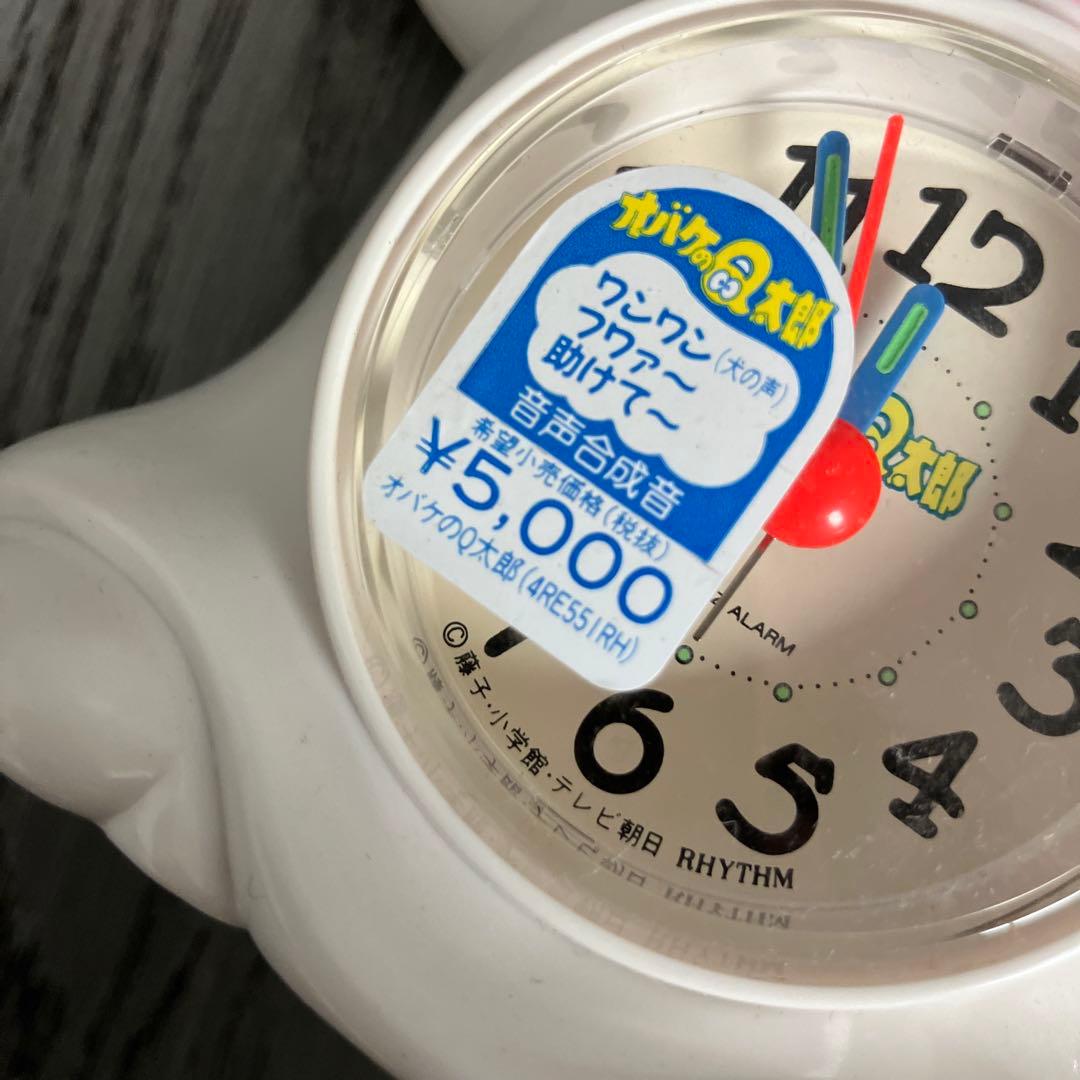 オバケのQ太郎
ワンワン(犬の声)
フワァ〜
助けて〜
音声合成音
希望小売価格(税抜)
¥5,000
オバケのQ太郎(4RE551RH)
11
12
1
2
3
4
5
6
7
Q太郎
Z ALARM
©藤子・小学館・テレビ朝日
RHYTHM